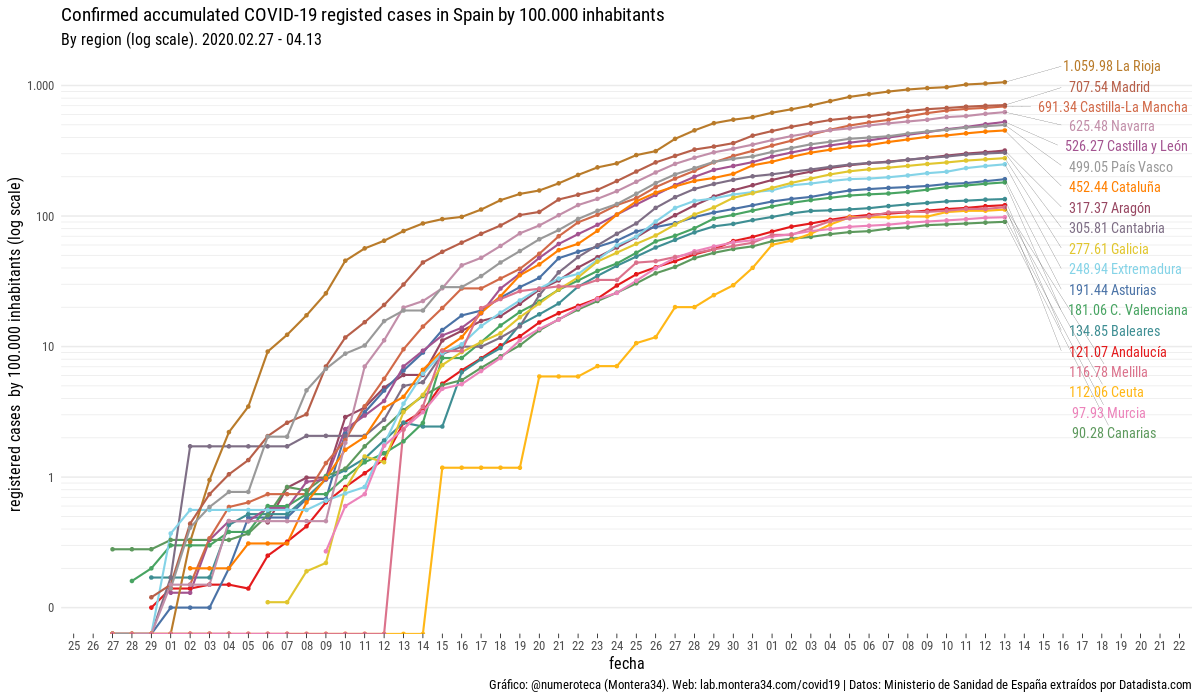 Confirmed accumulated COVID-19 registed cases in Spain by 100.000 inhabitants
By region (log scale). 2020.02.27 - 04.13
registered cases by 100.000 inhabitants (log scale)
1.000
100
10
1
0
1.059.98 La Rioja
707.54 Madrid
691.34 Castilla-La Mancha
625.48 Navarra
526.27 Castilla y León
499.05 País Vasco
452.44 Cataluña
317.37 Aragón
305.81 Cantabria
277.61 Galicia
248.94 Extremadura
191.44 Asturias
181.06 C. Valenciana
134.85 Baleares
121.07 Andalucía
116.78 Melilla
112.06 Ceuta
97.93 Murcia
90.28 Canarias
25 26 27 28 29 01 02 03 04 05 06 07 08 09 10 11 12 13 14 15 16 17 18 19 20 21 22 23 24 25 26 27 28 29 30 31 01 02 03 04 05 06 07 08 09 10 11 12 13 14 15 16 17 18 19 20 21 22
fecha
Gráfico: @numeroteca (Montera34). Web: lab.montera34.com/covid19 | Datos: Ministerio de Sanidad de España extraídos por Datadista.com